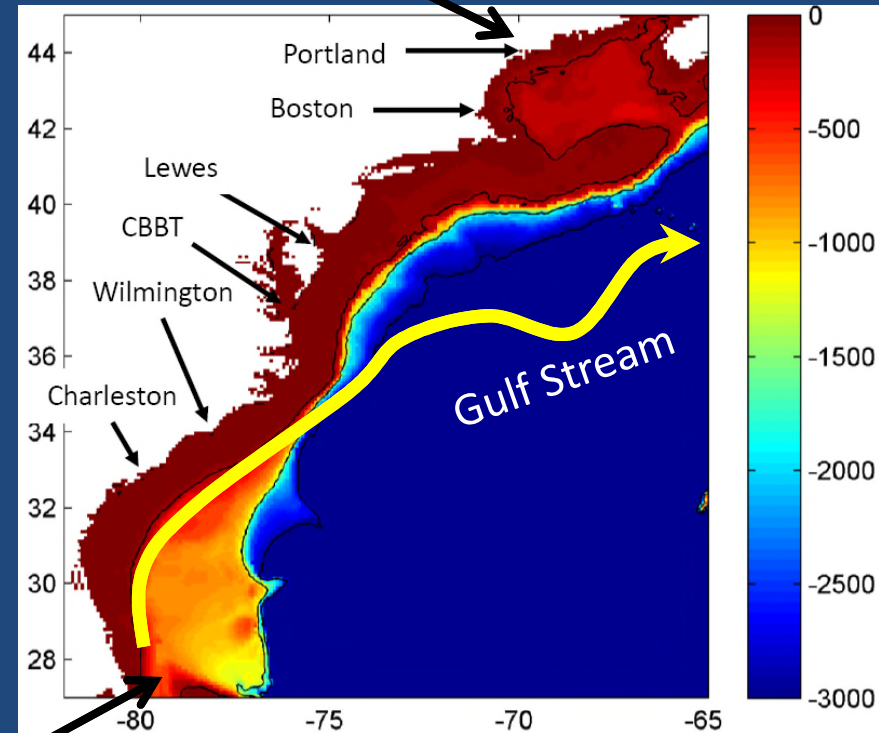 44
42
40
38
36
34
32
30
28
-80
-75
-70
-65
Portland
Boston
Lewes
CBBT
Wilmington
Charleston
Gulf Stream
0
-500
-1000
-1500
-2000
-2500
-3000